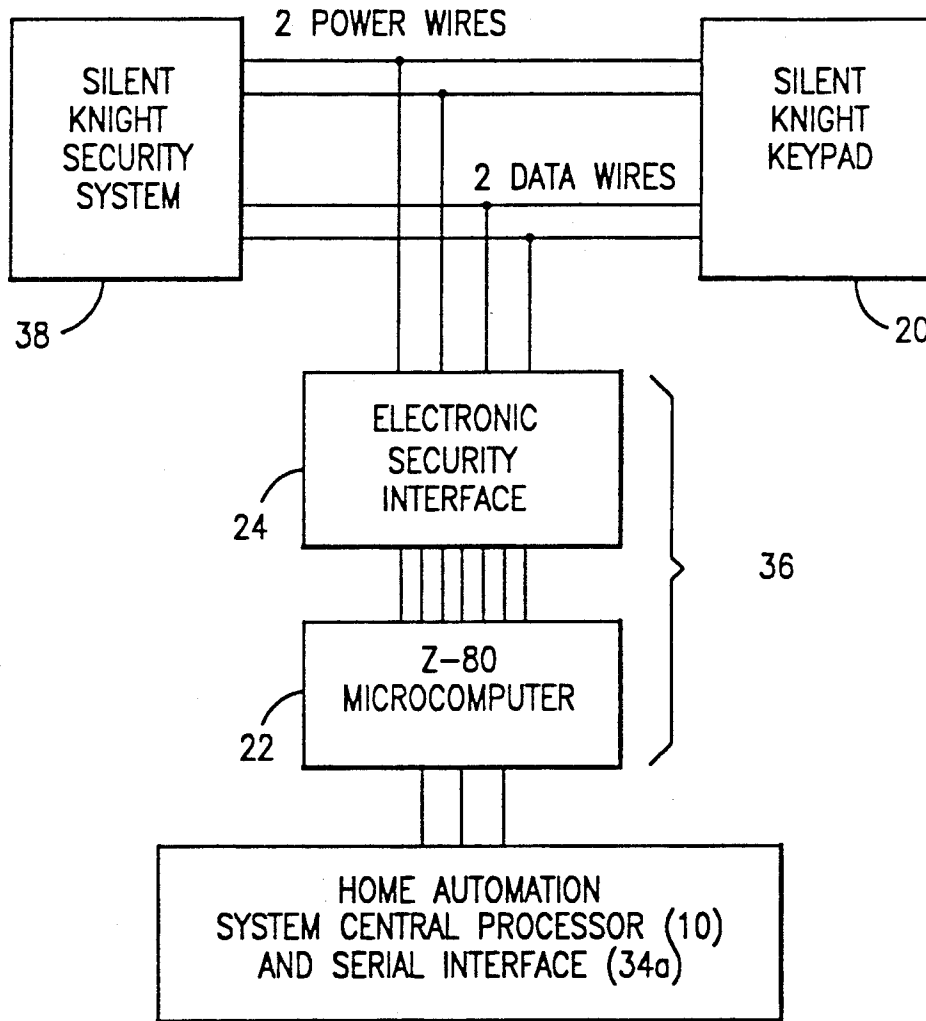 2 POWER WIRES
SILENT
KNIGHT
SECURITY
SYSTEM
SILENT
KNIGHT
KEYPAD
2 DATA WIRES
38
20
ELECTRONIC
SECURITY
INTERFACE
24
36
Z-80
MICROCOMPUTER
22
HOME AUTOMATION
SYSTEM CENTRAL PROCESSOR (10)
AND SERIAL INTERFACE (34a)